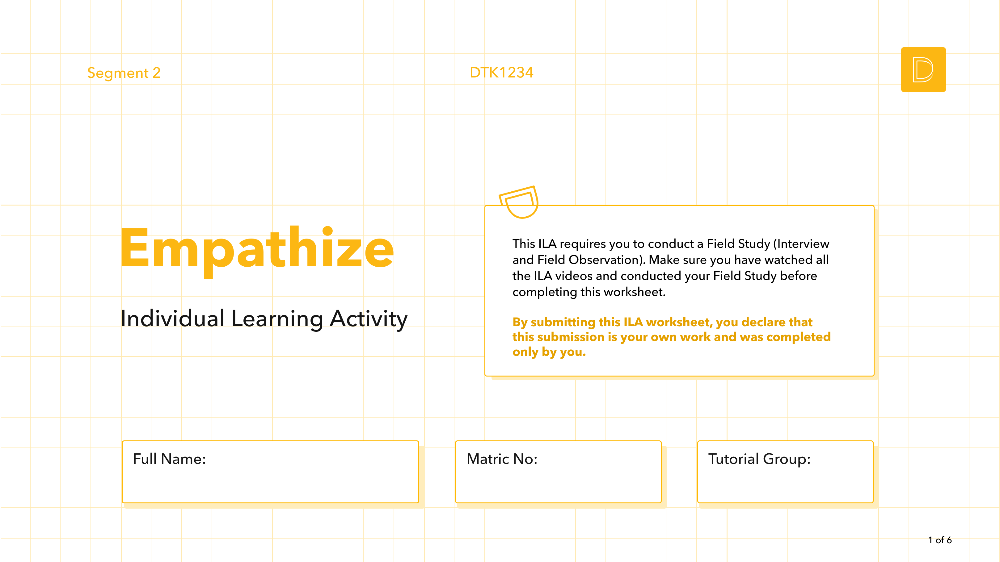 Segment 2
DTK1234
D
Empathize
Individual Learning Activity
This ILA requires you to conduct a Field Study (Interview
and Field Observation). Make sure you have watched all
the ILA videos and conducted your Field Study before
completing this worksheet.
By submitting this ILA worksheet, you declare that
this submission is your own work and was completed
only by you.
Full Name:
Matric No:
Tutorial Group:
1 of 6